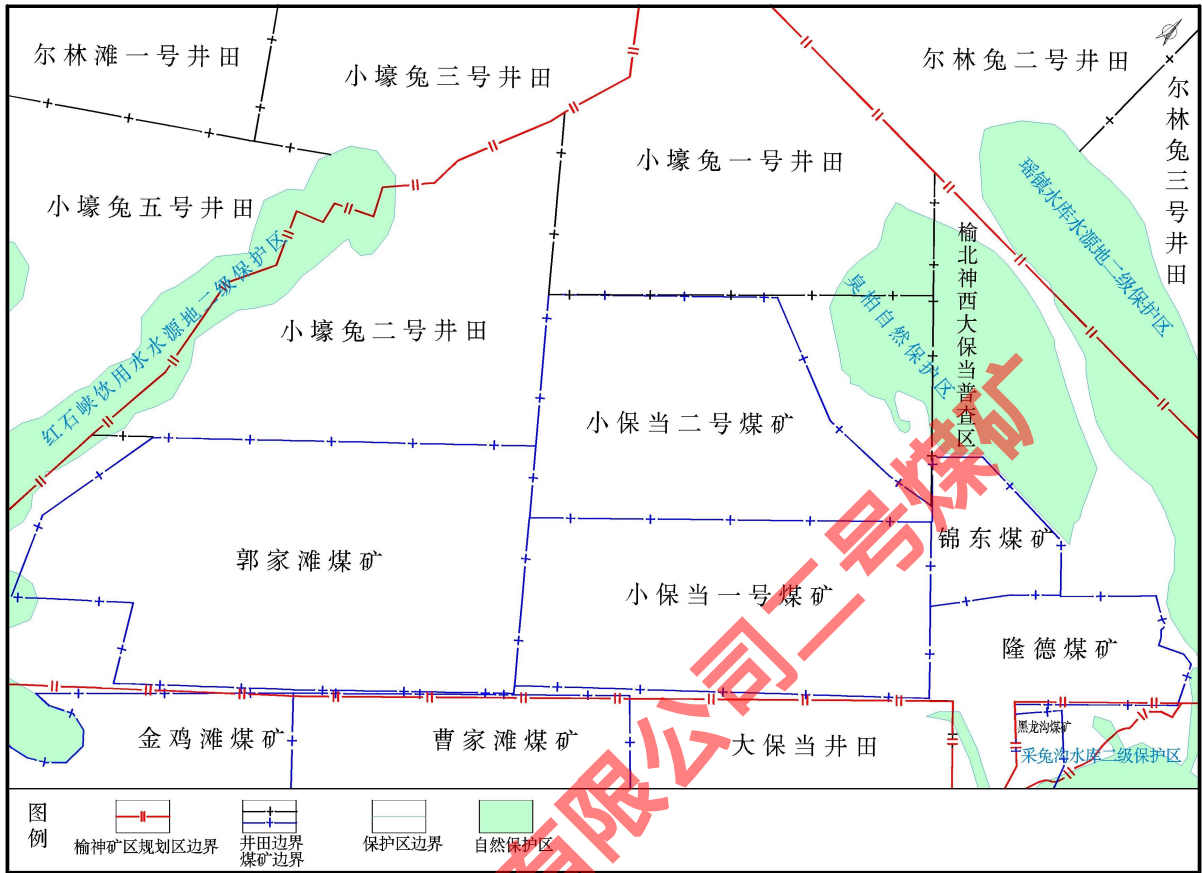 尔林滩一号井田
小壕兔三号井田
尔林兔二号井田
尔林兔三号井田
小壕兔一号井田
瑶镇水库水源地二级保护区
小壕兔五号井田
榆北神西大保当普查区
红石峡饮用水水源地二级保护区
臭柏自然保护区
小壕兔二号井田
小保当二号煤矿
锦东煤矿
郭家滩煤矿
小保当一号煤矿
隆德煤矿
金鸡滩煤矿
曹家滩煤矿
大保当井田
黑龙沟煤矿
采兔沟水库二级保护区
图例
榆神矿区规划区边界
井田边界
煤矿边界
保护区边界
自然保护区
有限公司二号煤矿